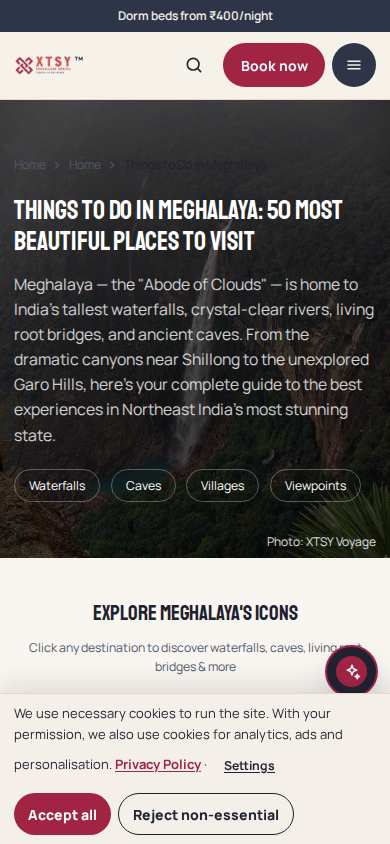 Dorm beds from ₹400/night
XTSY ™
Book now
Home > Home > Things to Do in Meghalaya
THINGS TO DO IN MEGHALAYA: 50 MOST
BEAUTIFUL PLACES TO VISIT
Meghalaya — the "Abode of Clouds" — is home to
India's tallest waterfalls, crystal-clear rivers, living
root bridges, and ancient caves. From the
dramatic canyons near Shillong to the unexplored
Garo Hills, here's your complete guide to the best
experiences in Northeast India's most stunning
state.
Waterfalls Caves Villages Viewpoints
Photo: XTSY Voyage
EXPLORE MEGHALAYA'S ICONS
Click any destination to discover waterfalls, caves, living
bridges & more
We use necessary cookies to run the site. With your
permission, we also use cookies for analytics, ads and
personalisation. Privacy Policy · Settings
Accept all Reject non-essential